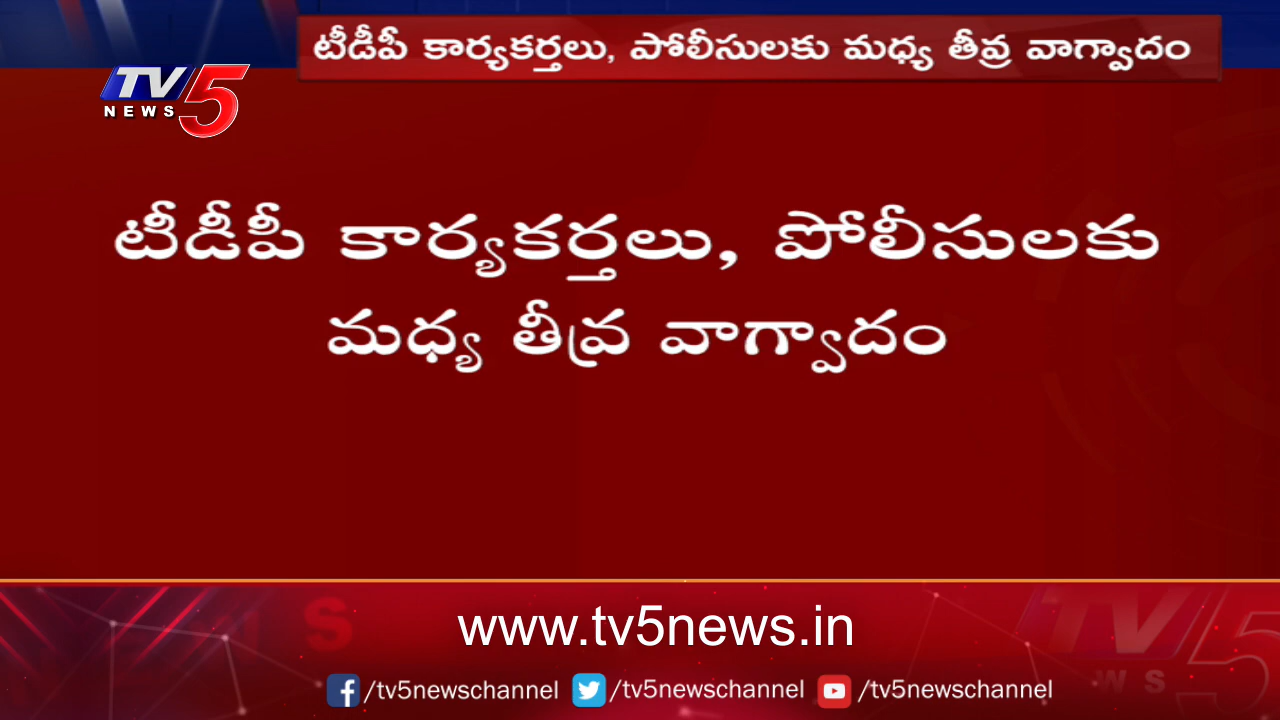 టీడీపీ కార్యకర్తలు, పోలీసులకు మధ్య తీవ్ర వాగ్వాదం
TV5
NEWS
టీడీపీ కార్యకర్తలు, పోలీసులకు
మధ్య తీవ్ర వాగ్వాదం
www.tv5news.in
/tv5newschannel /tv5newschannel /tv5newschannel